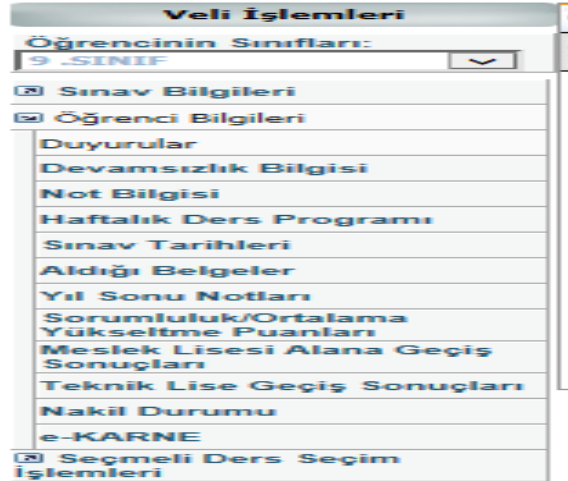 Veli İşlemleri
Öğrencinin Sınıfları:
9 .SINIF
Sınav Bilgileri
Öğrenci Bilgileri
Duyurular
Devamsızlık Bilgisi
Not Bilgisi
Haftalık Ders Programı
Sınav Tarihleri
Aldığı Belgeler
Yıl Sonu Notları
Sorumluluk/Ortalama
Yükseltme Puanları
Meslek Lisesi Alana Geçiş
Sonuçları
Teknik Lise Geçiş Sonuçları
Nakil Durumu
e-KARNE
Seçmeli Ders Seçim
İşlemleri